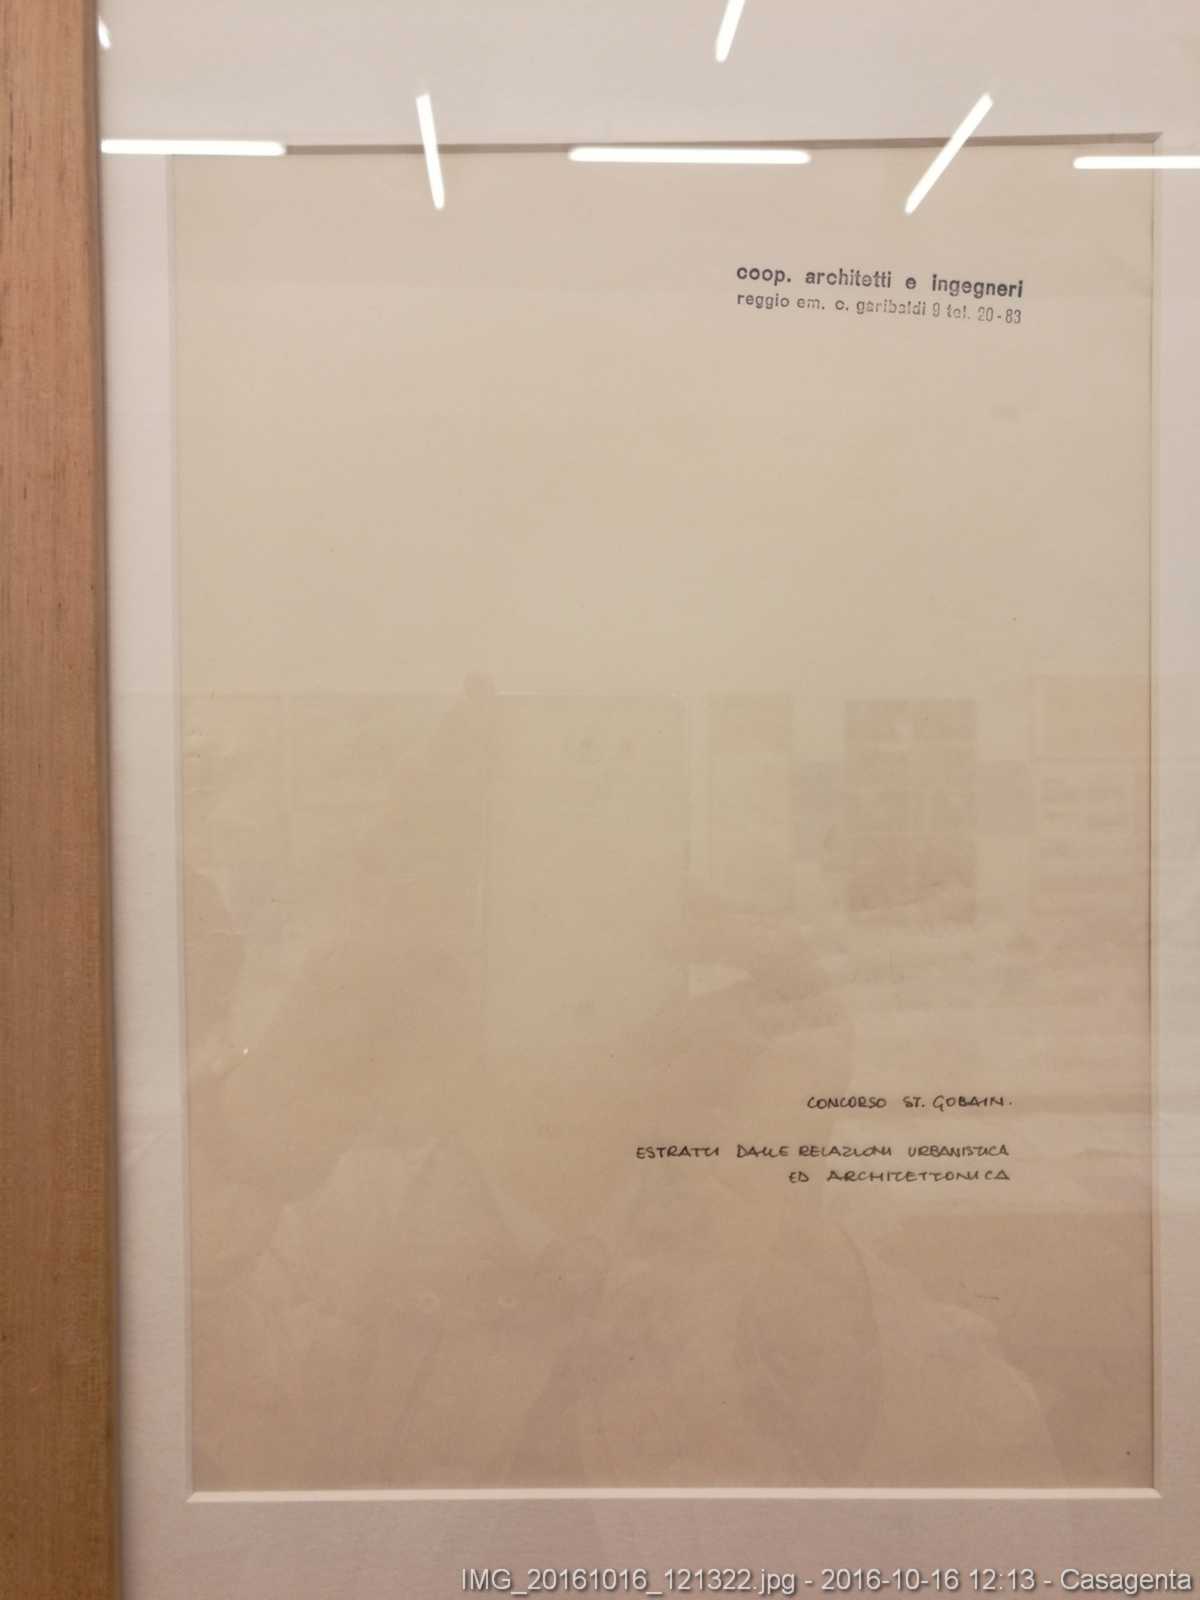 coop. architetti e ingegneri
reggio em. c. garibaldi 9 tel. 20-83
CONCORSO ST. GOBAIN.
ESTRATTI DALLE RELAZIONI URBANISTICA
ED ARCHITETTONICA
IMG_20161016_121322.jpg - 2016-10-16 12:13 - Casagenta